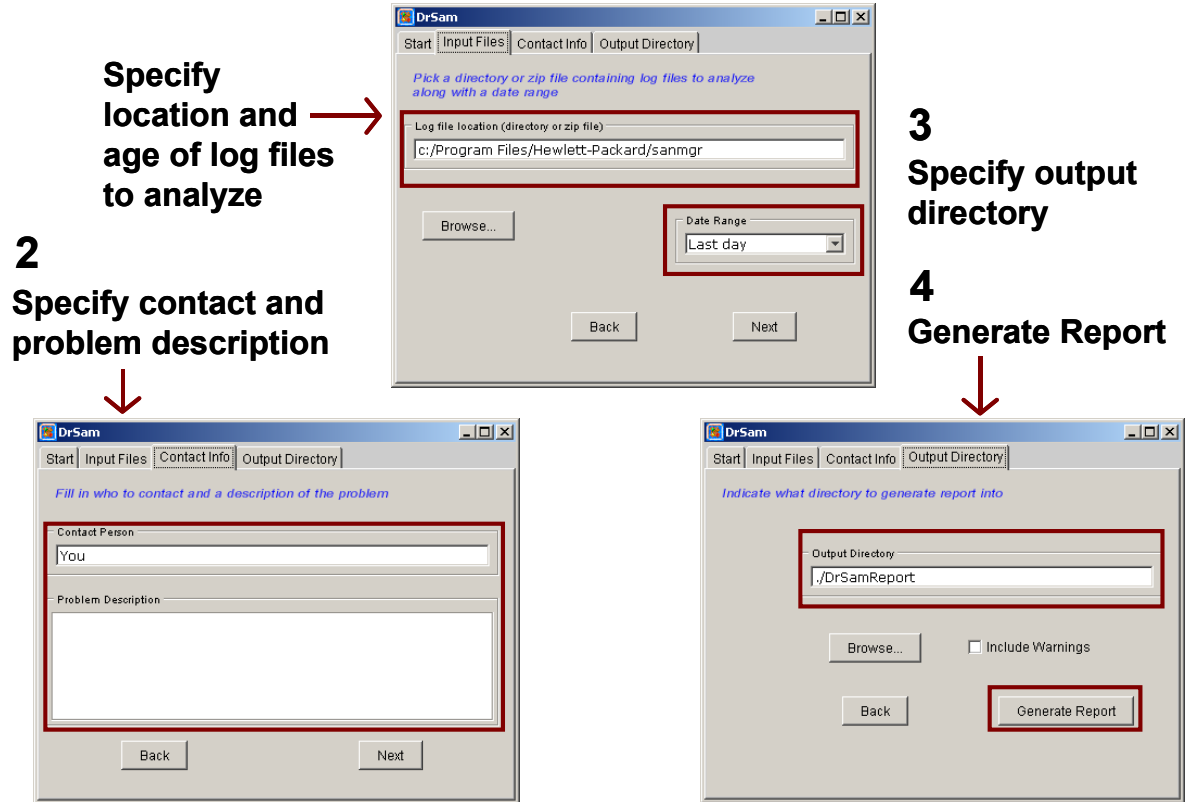 Specify
location and
age of log files
to analyze
DrSam
Start Input Files Contact Info Output Directory
Pick a directory or zip file containing log files to analyze
along with a date range
Log file location (directory or zip file)
c:/Program Files/Hewlett-Packard/sanmgr
Browse...
Date Range
Last day
Back Next
2
Specify contact and
problem description
DrSam
Start Input Files Contact Info Output Directory
Fill in who to contact and a description of the problem
Contact Person
You
Problem Description
Back Next
3
Specify output
directory
4
Generate Report
DrSam
Start Input Files Contact Info Output Directory
Indicate what directory to generate report into
Output Directory
./DrSamReport
Browse... Include Warnings
Back Generate Report